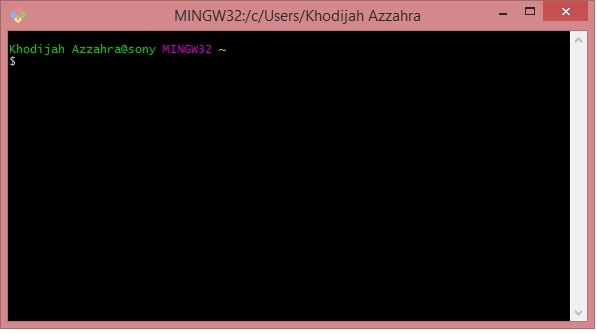 MINGW32:/c/Users/Khodijah Azzahra
Khodijah Azzahra@sony MINGW32 ~
$